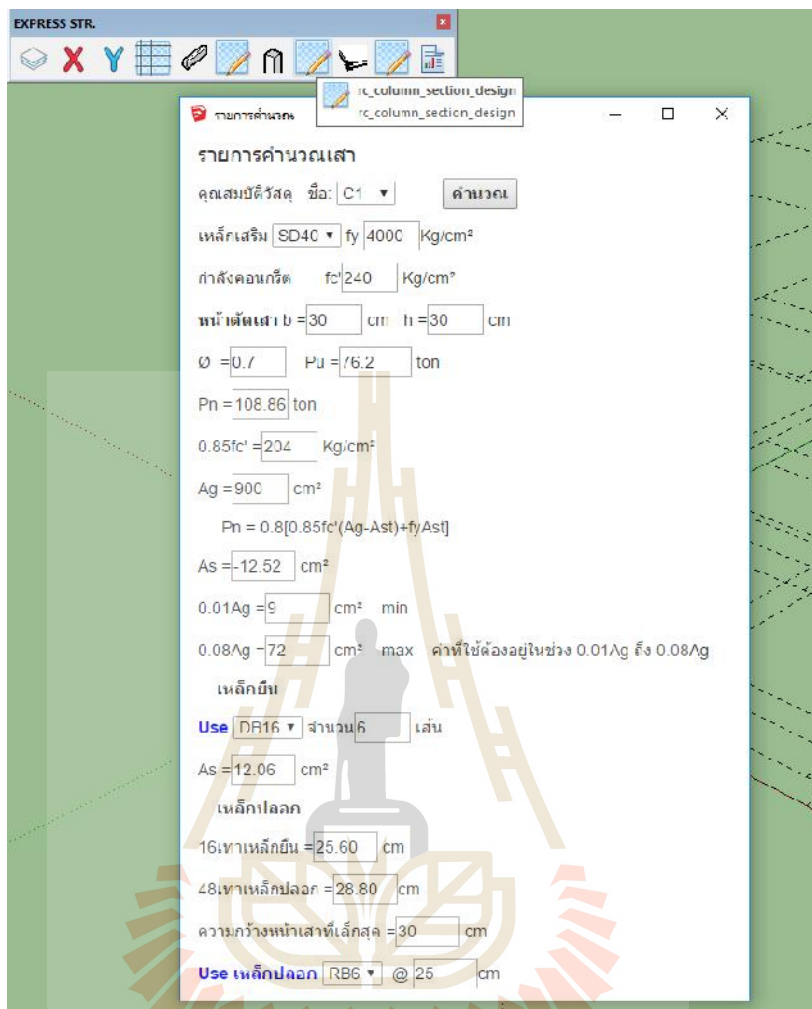 EXPRESS STR.
rc_column_section_design
rc_column_section_design
รายการคำนวณ
รายการคำนวณเสา
คุณสมบัติวัสดุ ชื่อ: C1 คำนวณ
เหล็กเสริม SD40 fy 4000 Kg/cm²
กำลังคอนกรีต fc' 240 Kg/cm²
หน้าตัดเสา b = 30 cm h = 30 cm
Ø = 0.7 Pu = 76.2 ton
Pn = 108.86 ton
0.85fc' = 204 Kg/cm²
Ag = 900 cm²
Pn = 0.8[0.85fc'(Ag-Ast)+fyAst]
As = -12.52 cm²
0.01Ag = 9 cm² min
0.08Ag = 72 cm² max ค่าที่ใช้ต้องอยู่ในช่วง 0.01Ag ถึง 0.08Ag
เหล็กยืน
Use DB16 จำนวน 6 เส้น
As = 12.06 cm²
เหล็กปลอก
16เท่าเหล็กยืน = 25.60 cm
48เท่าเหล็กปลอก = 28.80 cm
ความกว้างหน้าเสาที่เล็กสุด = 30 cm
Use เหล็กปลอก RB6 @ 25 cm